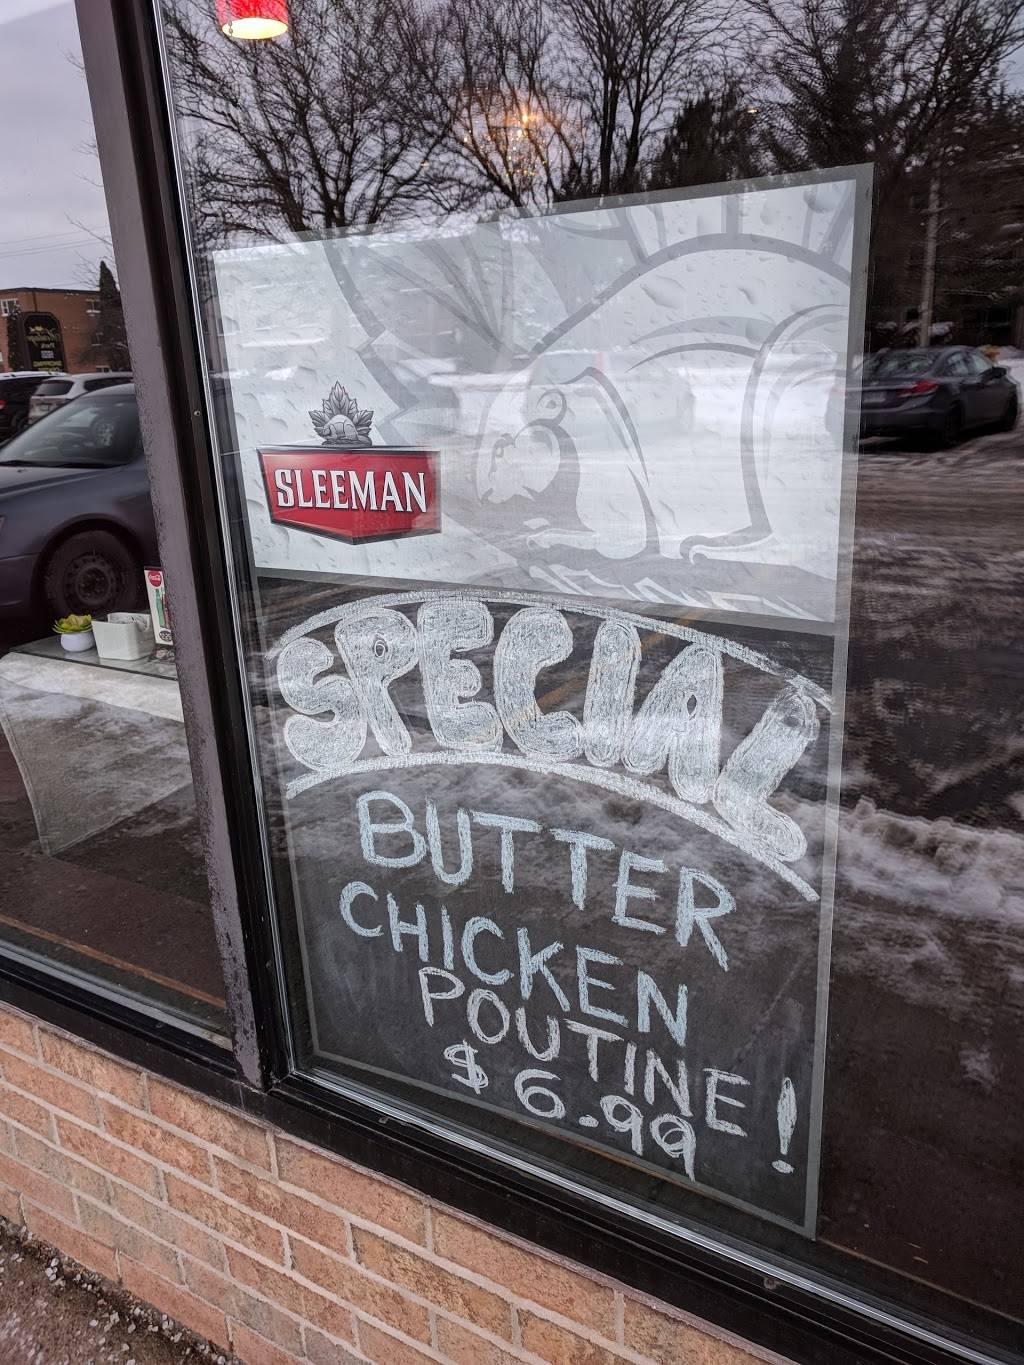 SLEEMAN
SPECIAL
BUTTER
CHICKEN
POUTINE!
$6.99